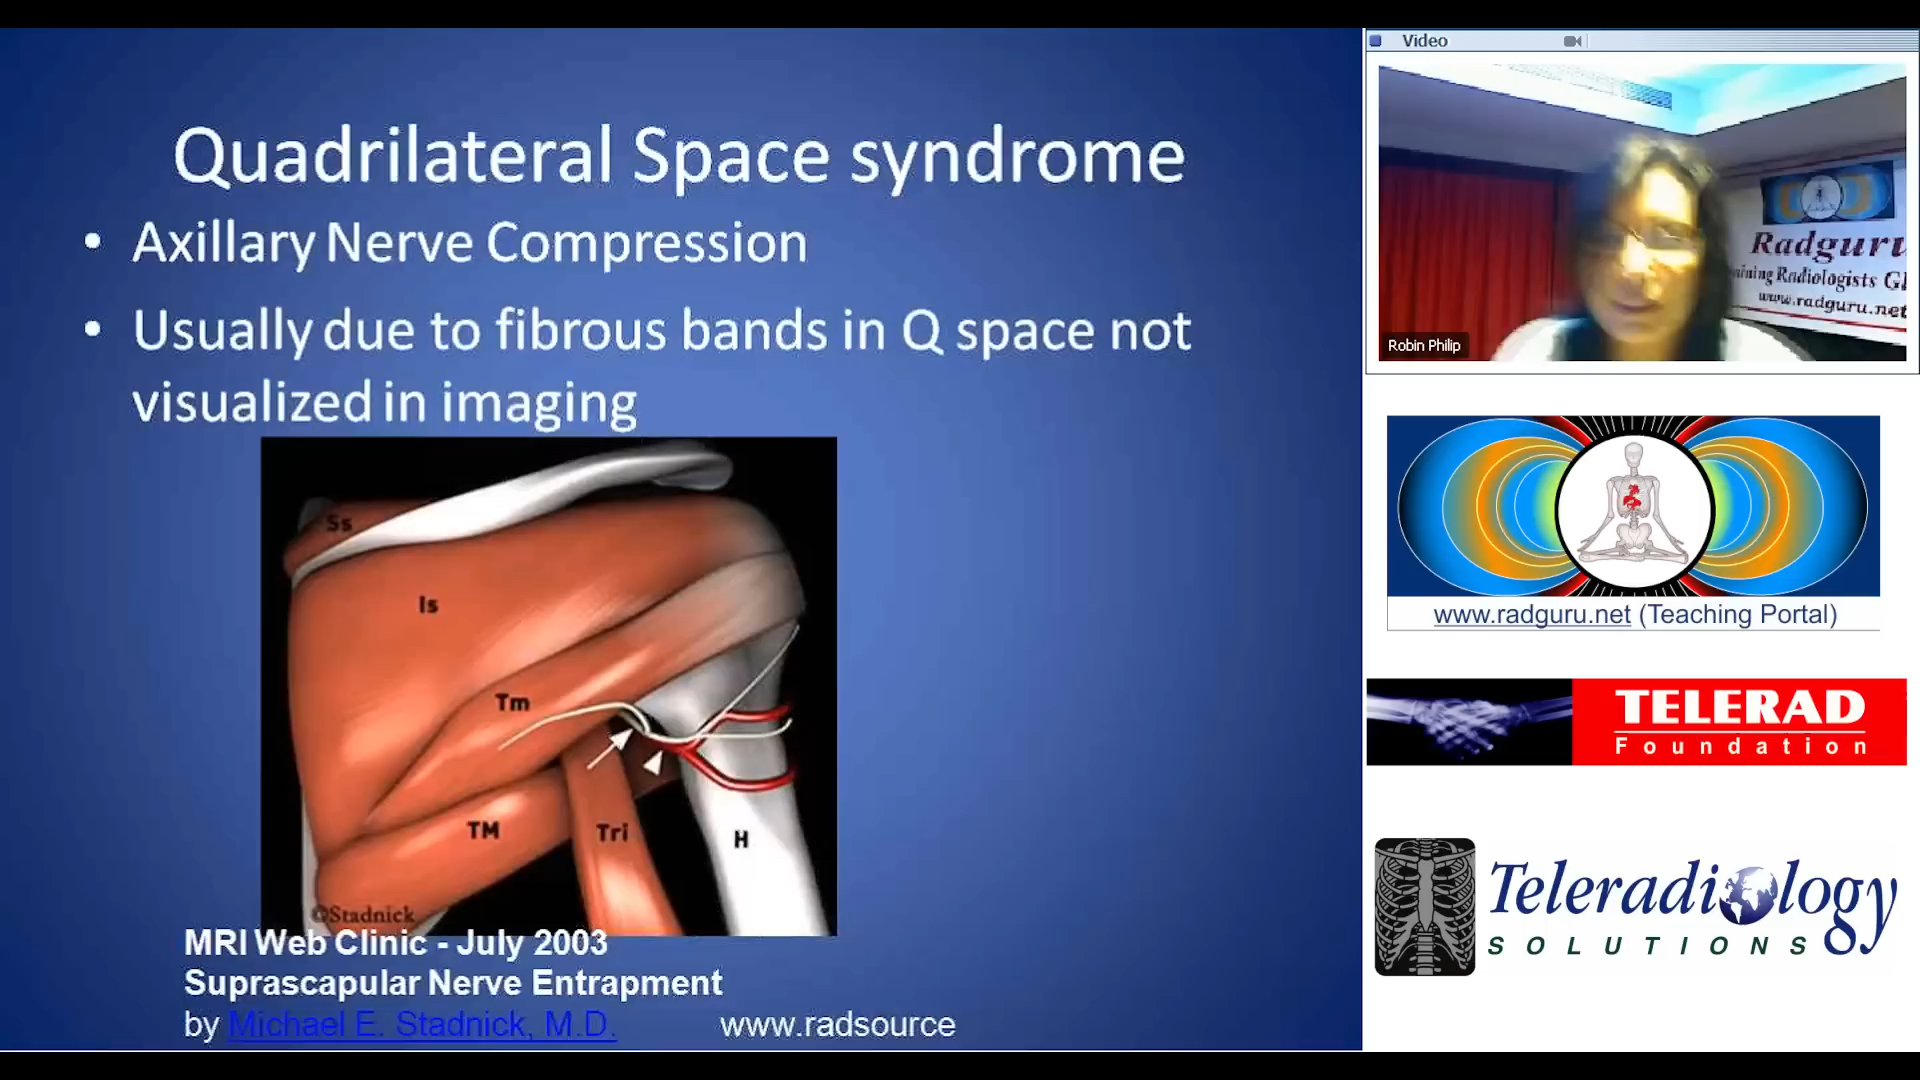 Quadrilateral Space syndrome
• Axillary Nerve Compression
• Usually due to fibrous bands in Q space not
visualized in imaging
Ss
Is
Tm
TM
Tri
H
©Stadnick
MRI Web Clinic - July 2003
Suprascapular Nerve Entrapment
by Michael E. Stadnick, M.D.
www.radsource
Video
Radguru
Radiologists
www.radguru.net
Robin Philip
www.radguru.net (Teaching Portal)
TELERAD
Foundation
Teleradiology
SOLUTIONS